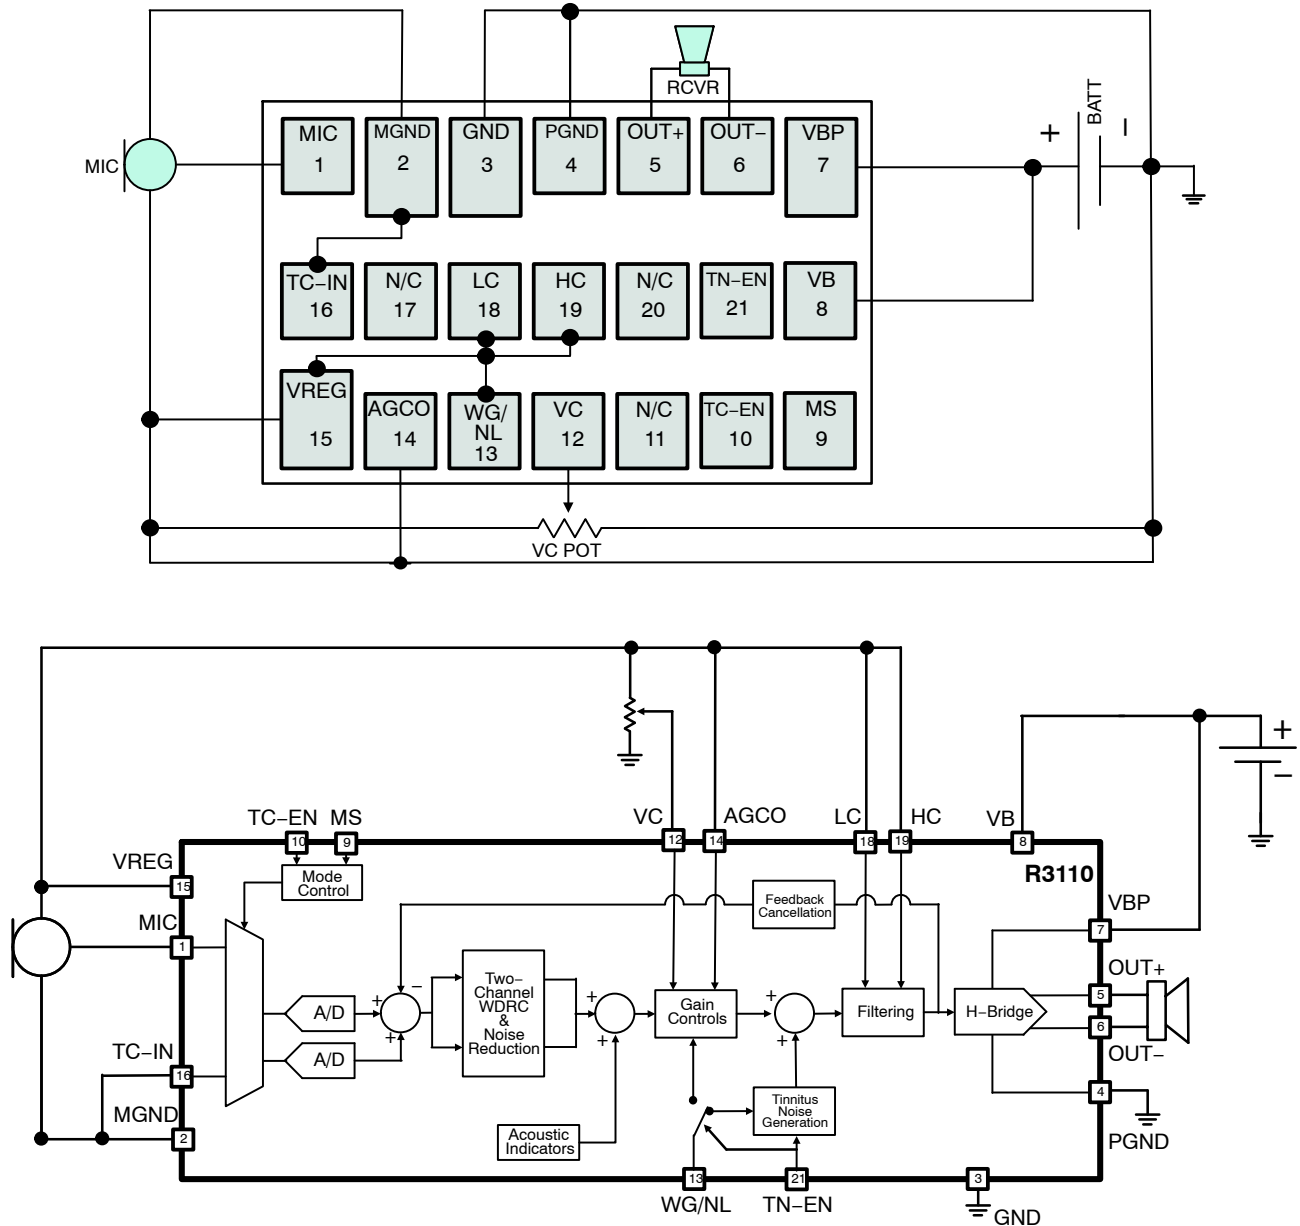 RCVR
BATT
+
−
MIC
MIC
1
MGND
2
GND
3
PGND
4
OUT+
5
OUT−
6
VBP
7
TC−IN
16
N/C
17
LC
18
HC
19
N/C
20
TN−EN
21
VB
8
VREG
15
AGCO
14
WG/
NL
13
VC
12
N/C
11
TC−EN
10
MS
9
VC POT
+
−
TC−EN
10
MS
9
VC
12
AGCO
14
LC
18
HC
19
VB
8
R3110
VREG
15
MIC
1
TC−IN
16
MGND
2
Mode
Control
A/D
A/D
+
−
+
Two−
Channel
WDRC
&
Noise
Reduction
+
+
Gain
Controls
Feedback
Cancellation
+
+
Filtering
H−Bridge
VBP
7
OUT+
5
6
OUT−
4
PGND
Acoustic
Indicators
Tinnitus
Noise
Generation
13
WG/NL
21
TN−EN
3
GND